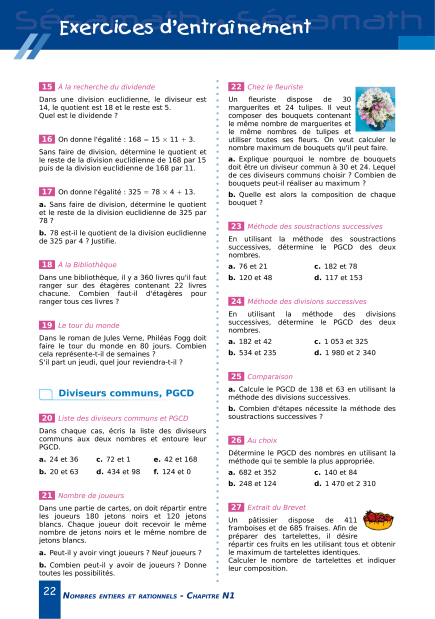 Sésamath - Sésamath
Exercices d'entraînement
15 À la recherche du dividende
Dans une division euclidienne, le diviseur est
14, le quotient est 18 et le reste est 5.
Quel est le dividende ?
16 On donne l'égalité : 168 = 15 × 11 + 3.
Sans faire de division, détermine le quotient et
le reste de la division euclidienne de 168 par 15
puis de la division euclidienne de 168 par 11.
17 On donne l'égalité : 325 = 78 × 4 + 13.
a. Sans faire de division, détermine le quotient
et le reste de la division euclidienne de 325 par
78 ?
b. 78 est-il le quotient de la division euclidienne
de 325 par 4 ? Justifie.
18 À la Bibliothèque
Dans une bibliothèque, il y a 360 livres qu'il faut
ranger sur des étagères contenant 22 livres
chacune. Combien faut-il d'étagères pour
ranger tous ces livres ?
19 Le tour du monde
Dans le roman de Jules Verne, Philéas Fogg doit
faire le tour du monde en 80 jours. Combien
cela représente-t-il de semaines ?
S'il part un jeudi, quel jour reviendra-t-il ?
Diviseurs communs, PGCD
20 Liste des diviseurs communs et PGCD
Dans chaque cas, écris la liste des diviseurs
communs aux deux nombres et entoure leur
PGCD.
a. 24 et 36 c. 72 et 1 e. 42 et 168
b. 20 et 63 d. 434 et 98 f. 124 et 0
21 Nombre de joueurs
Dans une partie de cartes, on doit répartir entre
les joueurs 180 jetons noirs et 120 jetons
blancs. Chaque joueur doit recevoir le même
nombre de jetons noirs et le même nombre de
jetons blancs.
a. Peut-il y avoir vingt joueurs ? Neuf joueurs ?
b. Combien peut-il y avoir de joueurs ? Donne
toutes les possibilités.
22 Chez le fleuriste
Un fleuriste dispose de 30
marguerites et 24 tulipes. Il veut
composer des bouquets contenant
le même nombre de marguerites et
le même nombre de tulipes et
utiliser toutes ses fleurs. On veut calculer le
nombre maximum de bouquets qu'il peut faire.
a. Explique pourquoi le nombre de bouquets
doit être un diviseur commun à 30 et 24. Lequel
de ces diviseurs communs choisir ? Combien de
bouquets peut-il réaliser au maximum ?
b. Quelle est alors la composition de chaque
bouquet ?
23 Méthode des soustractions successives
En utilisant la méthode des soustractions
successives, détermine le PGCD des deux
nombres.
a. 76 et 21 c. 182 et 78
b. 120 et 48 d. 117 et 153
24 Méthode des divisions successives
En utilisant la méthode des divisions
successives, détermine le PGCD des deux
nombres.
a. 182 et 42 c. 1 053 et 325
b. 534 et 235 d. 1 980 et 2 340
25 Comparaison
a. Calcule le PGCD de 138 et 63 en utilisant la
méthode des divisions successives.
b. Combien d'étapes nécessite la méthode des
soustractions successives ?
26 Au choix
Détermine le PGCD des nombres en utilisant la
méthode qui te semble la plus appropriée.
a. 682 et 352 c. 140 et 84
b. 248 et 124 d. 1 470 et 2 310
27 Extrait du Brevet
Un pâtissier dispose de 411
framboises et de 685 fraises. Afin de
préparer des tartelettes, il désire
répartir ces fruits en les utilisant tous et obtenir
le maximum de tartelettes identiques.
Calculer le nombre de tartelettes et indiquer
leur composition.
22 Nombres entiers et rationnels - Chapitre N1